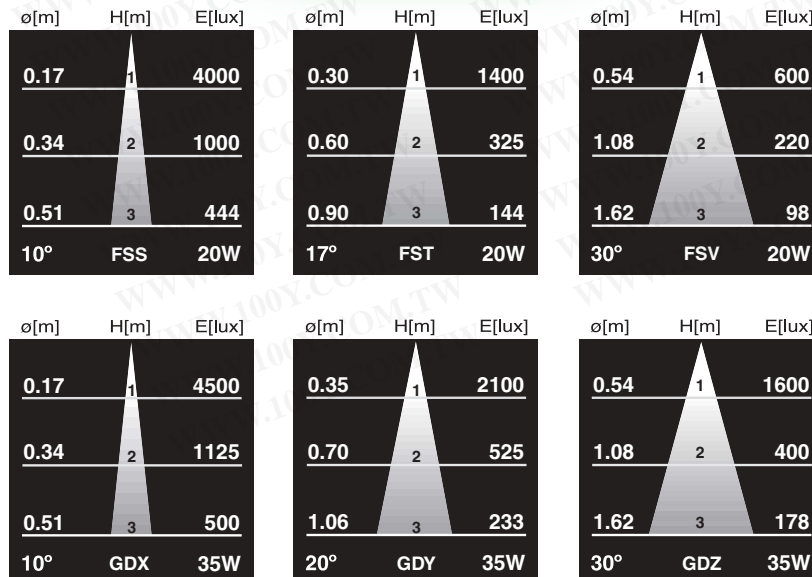 ø[m] H[m] E[lux] ø[m] H[m] E[lux] ø[m] H[m] E[lux]
0.17 1 4000 0.30 1 1400 0.54 1 600
0.34 2 1000 0.60 2 325 1.08 2 220
0.51 3 444 0.90 3 144 1.62 3 98
10° FSS 20W 17° FST 20W 30° FSV 20W
ø[m] H[m] E[lux] ø[m] H[m] E[lux] ø[m] H[m] E[lux]
0.17 1 4500 0.35 1 2100 0.54 1 1600
0.34 2 1125 0.70 2 525 1.08 2 400
0.51 3 500 1.06 3 233 1.62 3 178
10° GDX 35W 20° GDY 35W 30° GDZ 35W
WWW.100Y.COM.TW